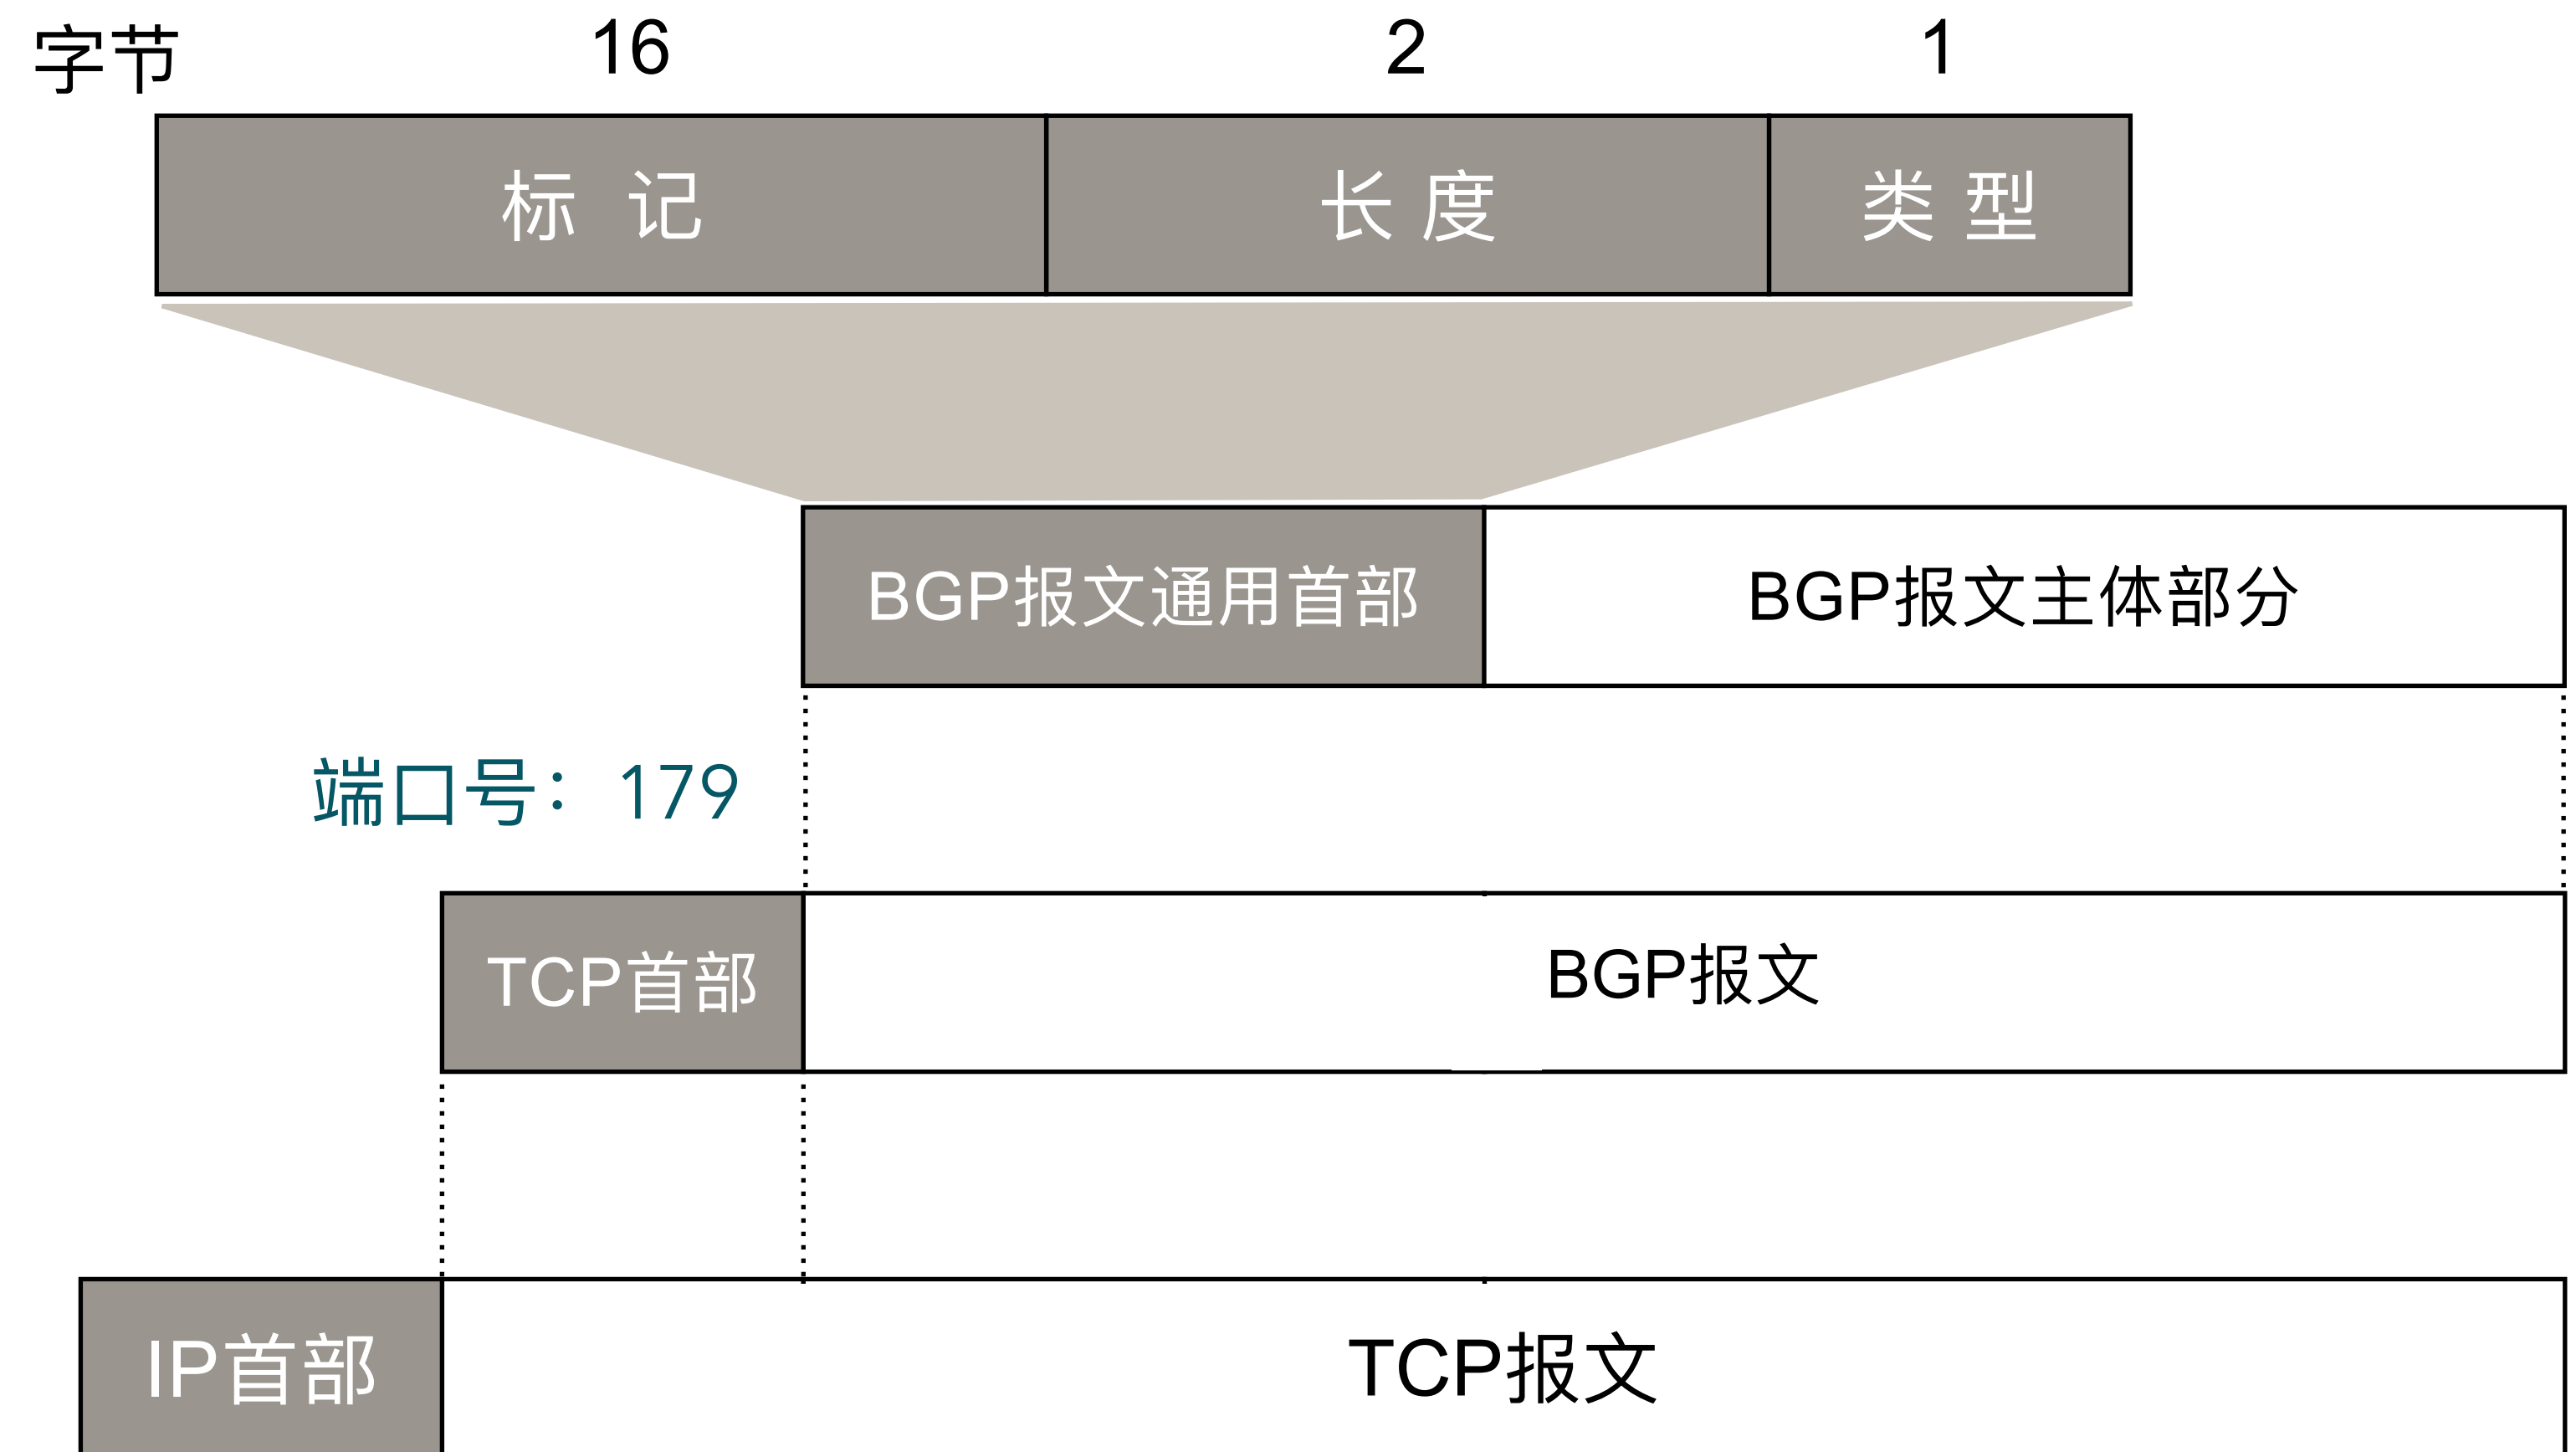 字节 16 2 1
标 记 长 度 类 型
BGP报文通用首部 BGP报文主体部分
端口号：179
TCP首部 BGP报文
IP首部 TCP报文